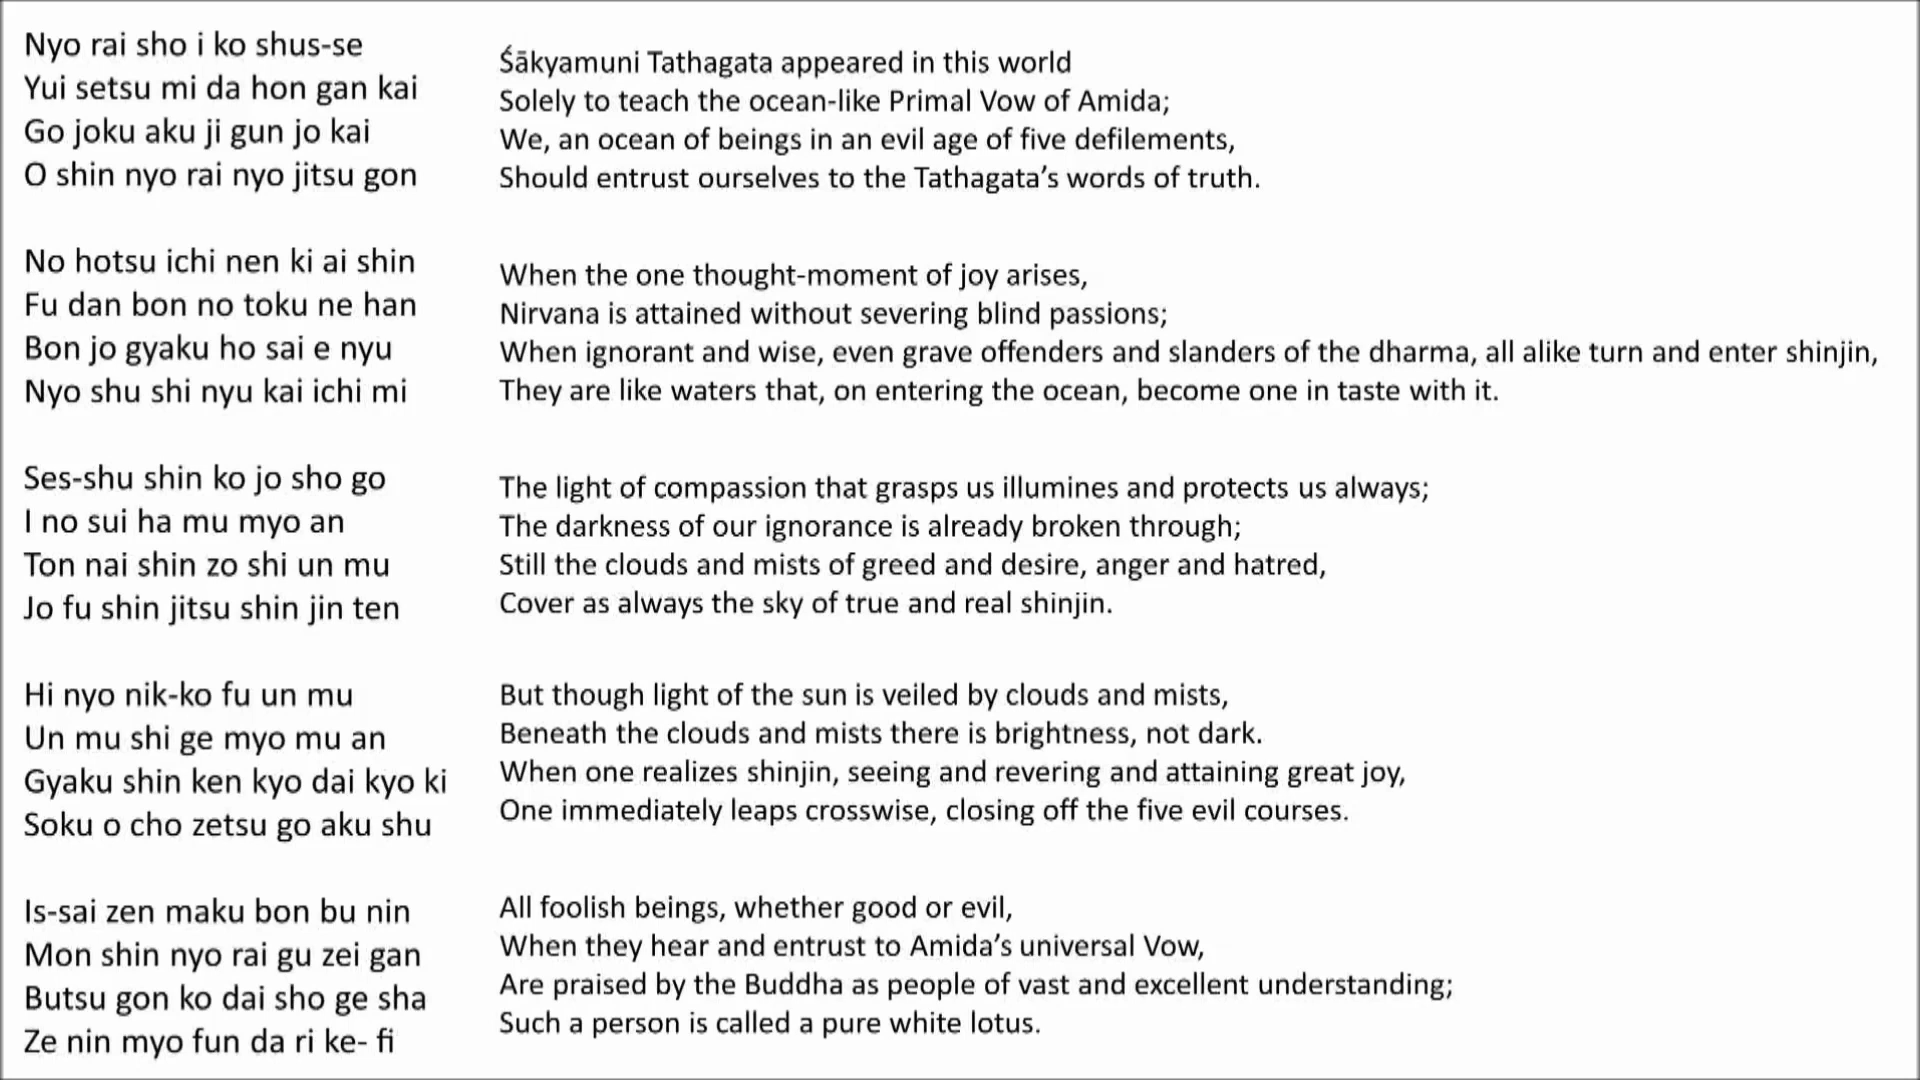 Nyo rai sho i ko shus-se
Yui setsu mi da hon gan kai
Go joku aku ji gun jo kai
O shin nyo rai nyo jitsu gon
Śākyamuni Tathagata appeared in this world
Solely to teach the ocean-like Primal Vow of Amida;
We, an ocean of beings in an evil age of five defilements,
Should entrust ourselves to the Tathagata’s words of truth.
No hotsu ichi nen ki ai shin
Fu dan bon no toku ne han
Bon jo gyaku ho sai e nyu
Nyo shu shi nyu kai ichi mi
When the one thought-moment of joy arises,
Nirvana is attained without severing blind passions;
When ignorant and wise, even grave offenders and slanders of the dharma, all alike turn and enter shinjin,
They are like waters that, on entering the ocean, become one in taste with it.
Ses-shu shin ko jo sho go
I no sui ha mu myo an
Ton nai shin zo shi un mu
Jo fu shin jitsu shin jin ten
The light of compassion that grasps us illumines and protects us always;
The darkness of our ignorance is already broken through;
Still the clouds and mists of greed and desire, anger and hatred,
Cover as always the sky of true and real shinjin.
Hi nyo nik-ko fu un mu
Un mu shi ge myo mu an
Gyaku shin ken kyo dai kyo ki
Soku o cho zetsu go aku shu
But though light of the sun is veiled by clouds and mists,
Beneath the clouds and mists there is brightness, not dark.
When one realizes shinjin, seeing and revering and attaining great joy,
One immediately leaps crosswise, closing off the five evil courses.
Is-sai zen maku bon bu nin
Mon shin nyo rai gu zei gan
Butsu gon ko dai sho ge sha
Ze nin myo fun da ri ke- fi
All foolish beings, whether good or evil,
When they hear and entrust to Amida’s universal Vow,
Are praised by the Buddha as people of vast and excellent understanding;
Such a person is called a pure white lotus.